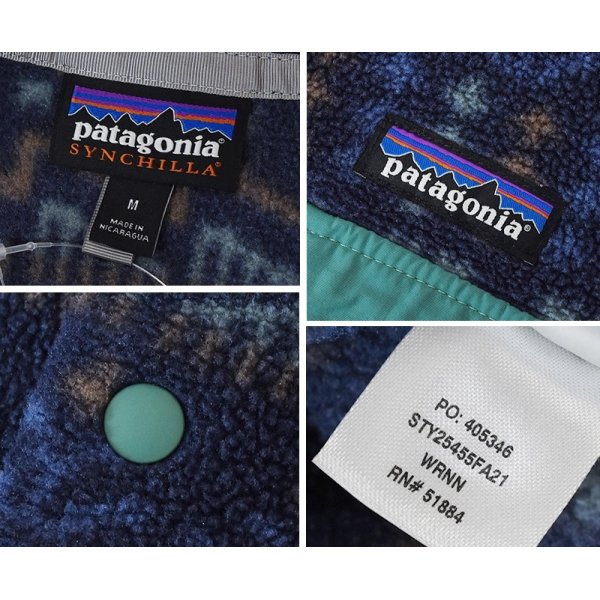 patagonia®
SYNCHILLA®
M
MADE IN
NICARAGUA
patagonia®
PO: 405346
STY25455FA21
WRNN
RN# 51884